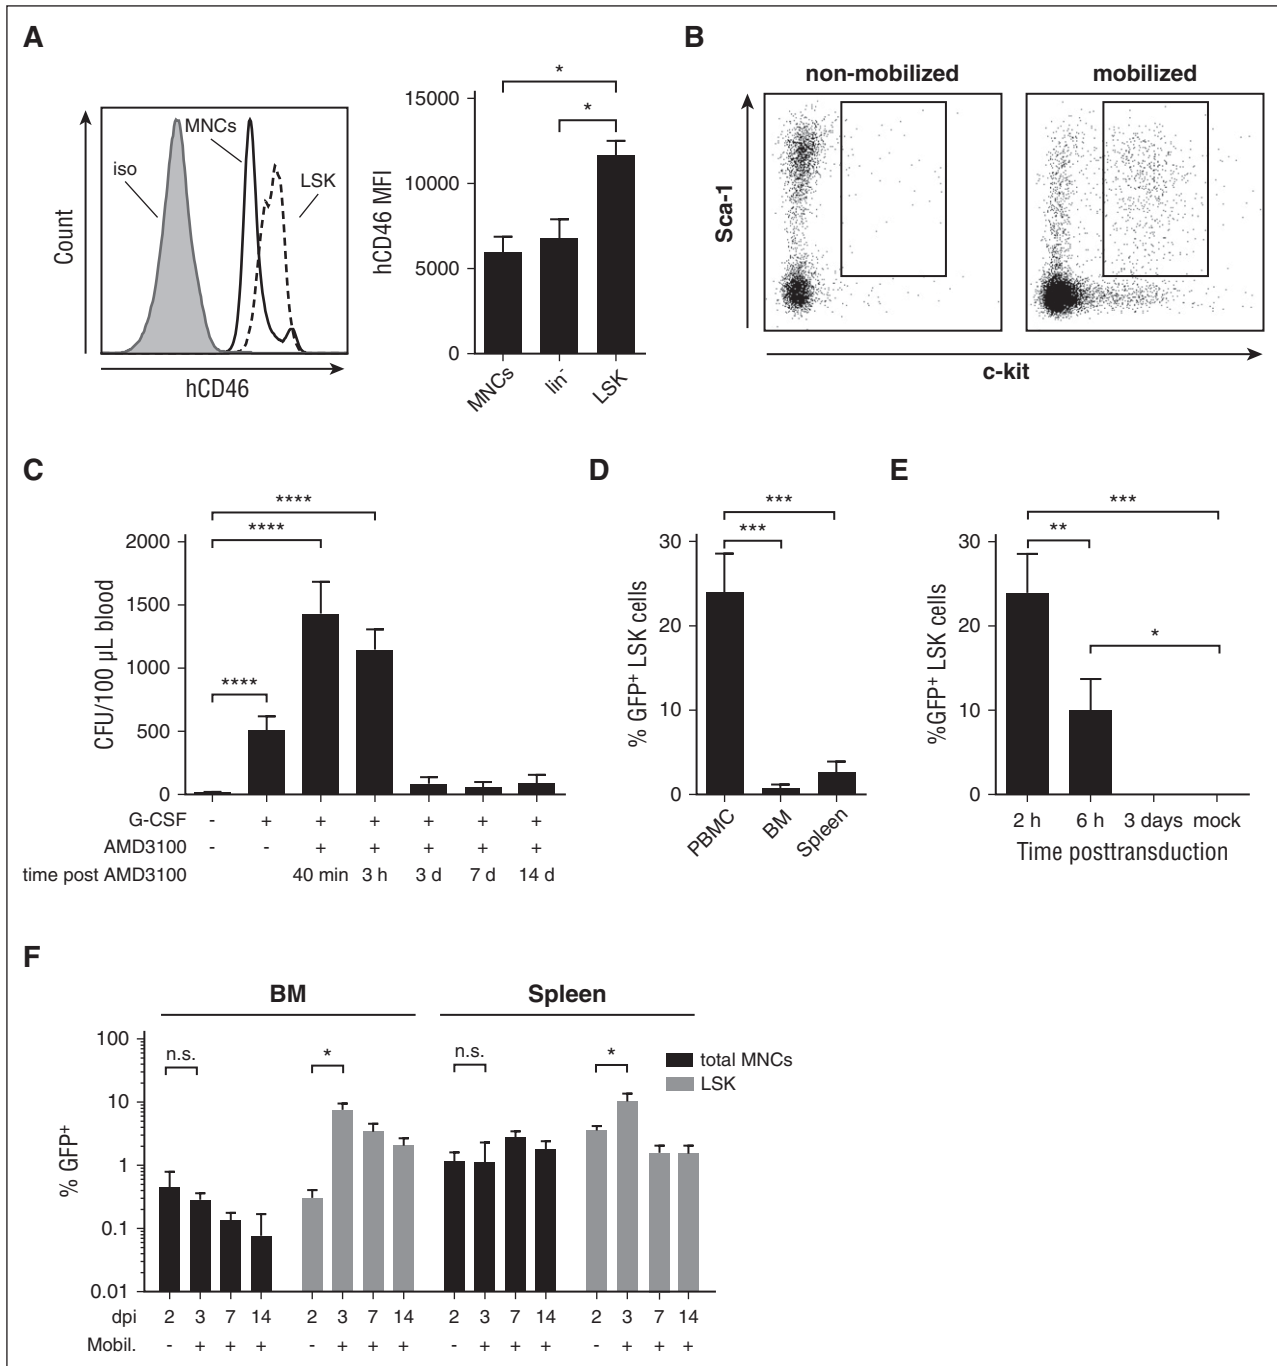 A
iso
MNCs
LSK
Count
hCD46
hCD46 MFI
15000
10000
5000
0
*
*
MNCs
lin-
LSK
B
non-mobilized
mobilized
Sca-1
c-kit
C
CFU/100 µL blood
2000
1500
1000
500
0
****
****
****
G-CSF - + + + + + +
AMD3100 - - + + + + +
time post AMD3100 40 min 3 h 3 d 7 d 14 d
D
% GFP+ LSK cells
30
20
10
0
***
***
PBMC
BM
Spleen
E
%GFP+ LSK cells
30
20
10
0
***
**
*
2 h 6 h 3 days mock
Time posttransduction
F
BM
Spleen
% GFP+
100
10
1
0.1
0.01
n.s.
*
n.s.
*
total MNCs
LSK
dpi 2 3 7 14 2 3 7 14 2 3 7 14 2 3 7 14
Mobil. - + + + - + + + - + + + - + + +